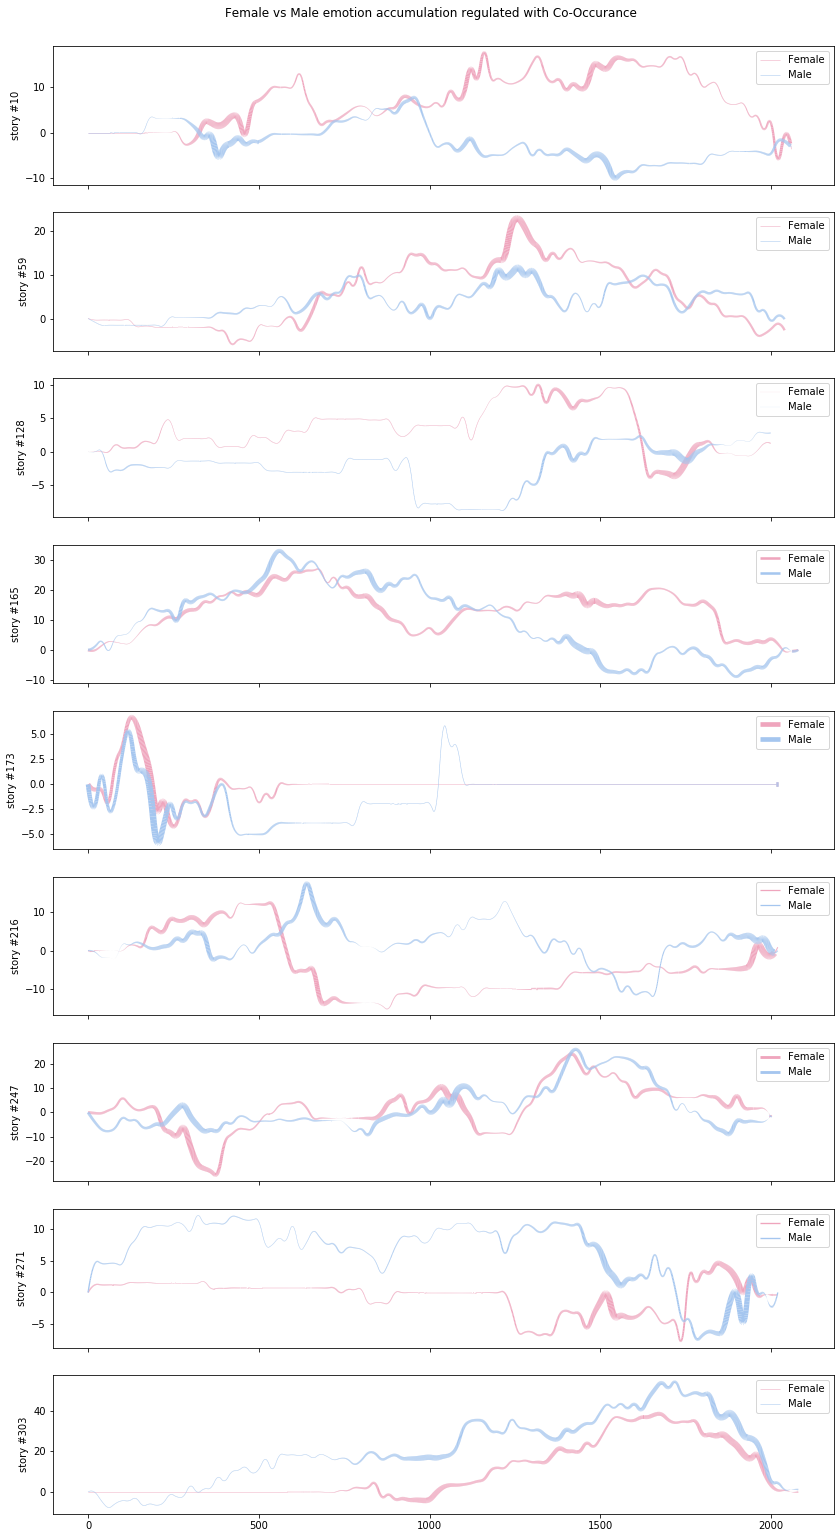 Female vs Male emotion accumulation regulated with Co-Occurance
story #10
10
0
−10
Female
Male
story #59
20
10
0
Female
Male
story #128
10
5
0
−5
Female
Male
story #165
30
20
10
0
−10
Female
Male
story #173
5.0
2.5
0.0
−2.5
−5.0
Female
Male
story #216
10
0
−10
Female
Male
story #247
20
10
0
−10
−20
Female
Male
story #271
10
5
0
−5
Female
Male
story #303
40
20
0
Female
Male
0 500 1000 1500 2000